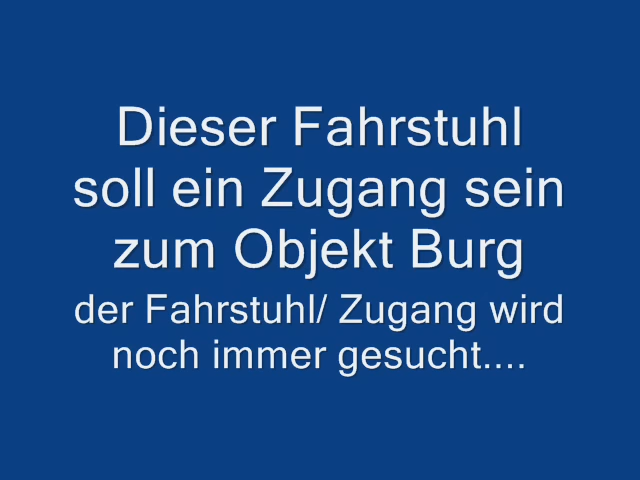 Dieser Fahrstuhl
soll ein Zugang sein
zum Objekt Burg
der Fahrstuhl/ Zugang wird
noch immer gesucht....